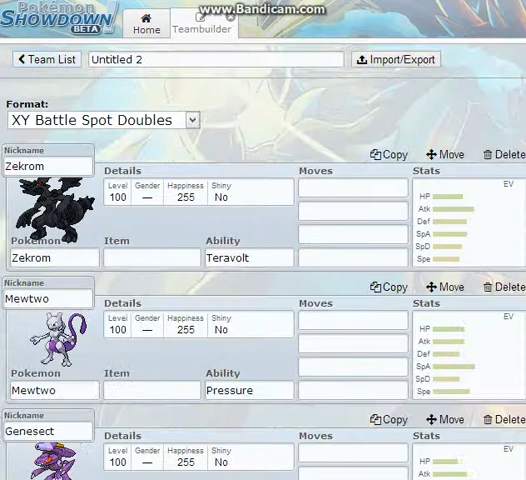 www.Bandicam.com
Pokémon
SHOWDOWN!
BETA
Home
Teambuilder
Team List
Untitled 2
Import/Export
Format:
XY Battle Spot Doubles
Copy Move Delete
Nickname
Zekrom
Details
Moves
Stats
Level Gender Happiness Shiny
100 — 255 No
EV
HP
Atk
Def
SpA
SpD
Spe
Pokémon Item Ability
Zekrom Teravolt
Copy Move Delete
Nickname
Mewtwo
Details
Moves
Stats
Level Gender Happiness Shiny
100 — 255 No
EV
HP
Atk
Def
SpA
SpD
Spe
Pokémon Item Ability
Mewtwo Pressure
Copy Move Delete
Nickname
Genesect
Details
Moves
Stats
Level Gender Happiness Shiny
100 — 255 No
EV
HP
Atk